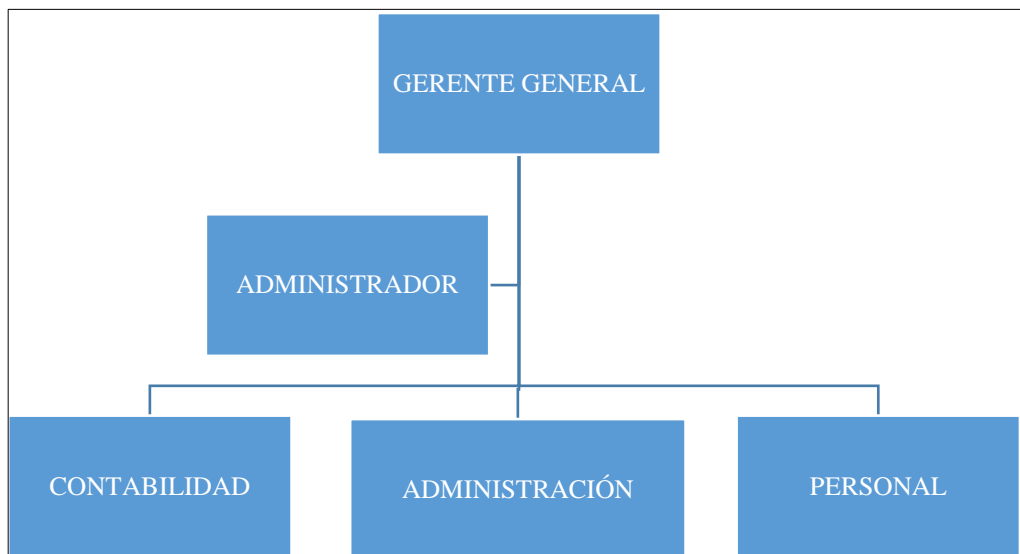 GERENTE GENERAL
ADMINISTRADOR
CONTABILIDAD
ADMINISTRACIÓN
PERSONAL